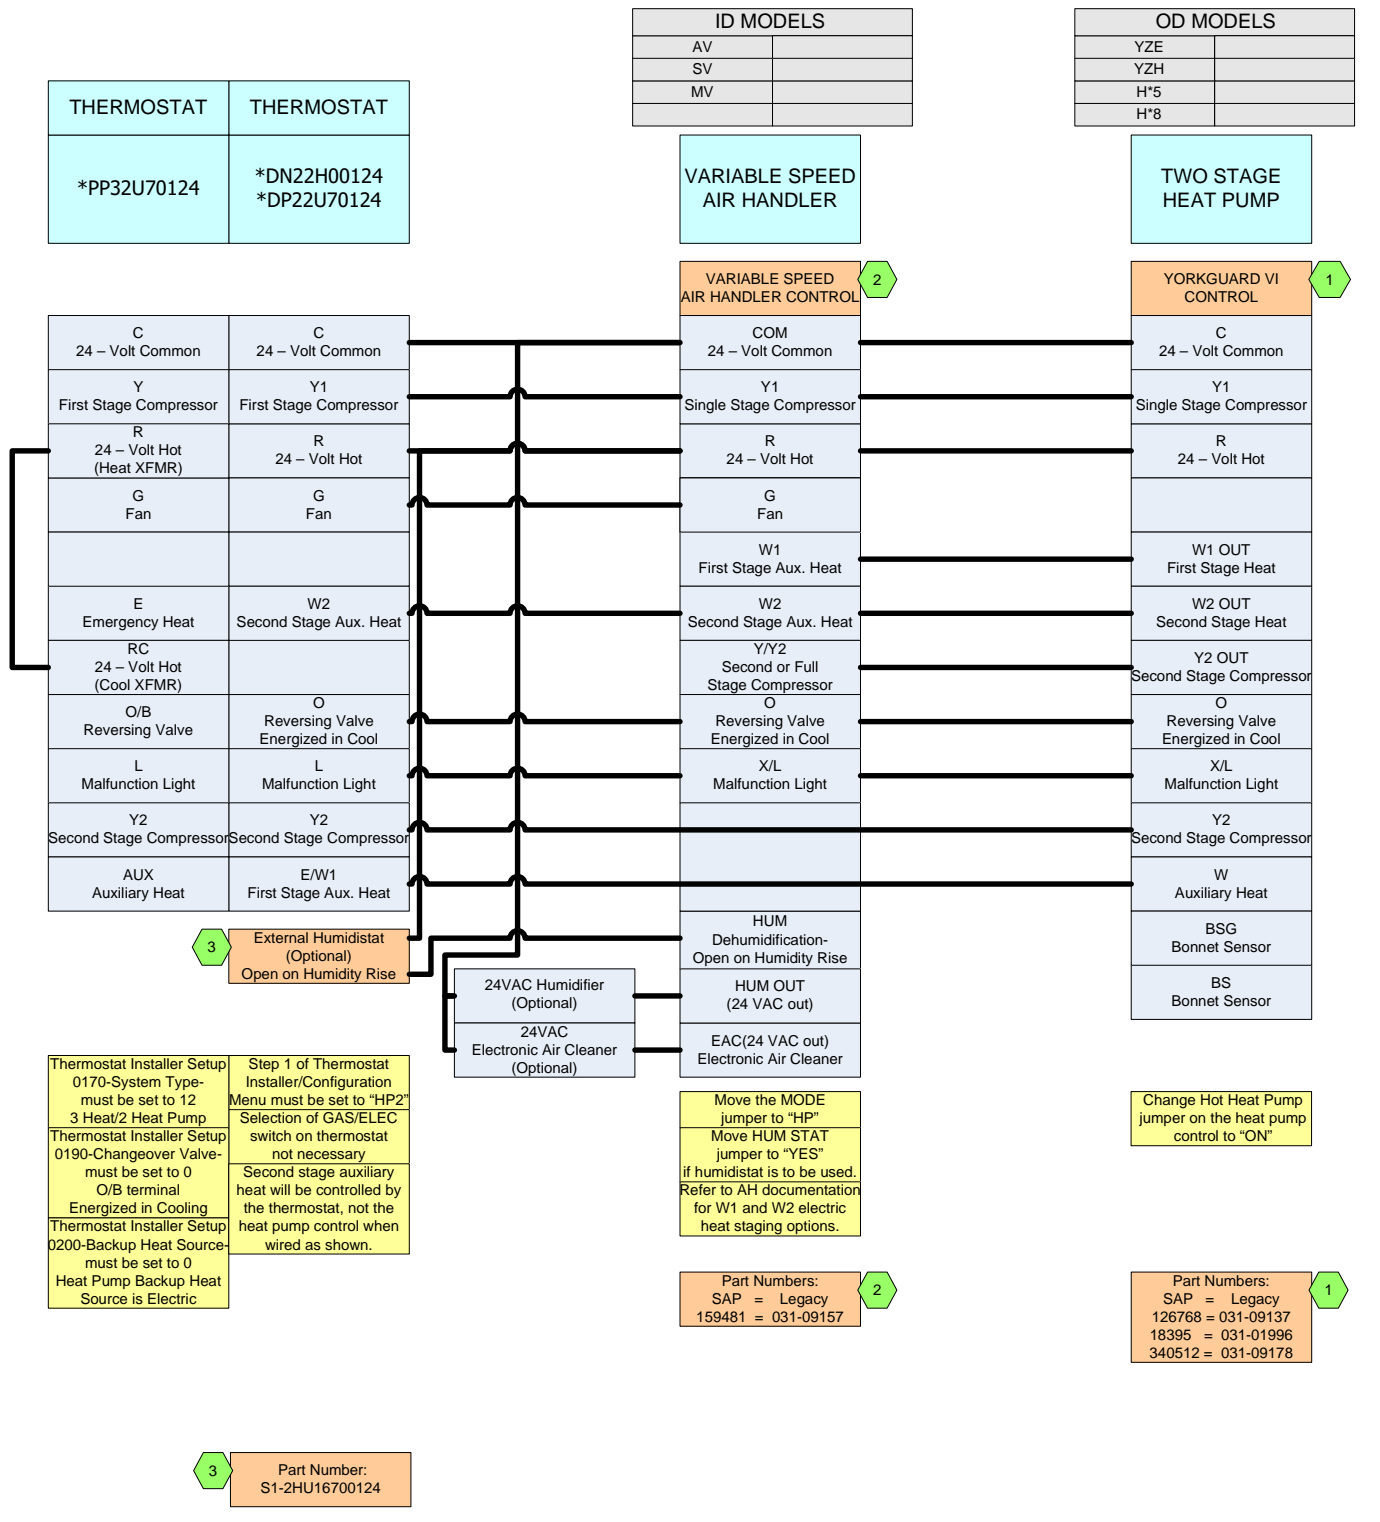 ID MODELS
AV
SV
MV
OD MODELS
YZE
YZH
H*5
H*8
THERMOSTAT
THERMOSTAT
*PP32U70124
*DN22H00124
*DP22U70124
VARIABLE SPEED
AIR HANDLER
TWO STAGE
HEAT PUMP
VARIABLE SPEED
AIR HANDLER CONTROL
2
YORKGUARD VI
CONTROL
1
C
24 – Volt Common
C
24 – Volt Common
COM
24 – Volt Common
C
24 – Volt Common
Y
First Stage Compressor
Y1
First Stage Compressor
Y1
Single Stage Compressor
Y1
Single Stage Compressor
R
24 – Volt Hot
(Heat XFMR)
R
24 – Volt Hot
R
24 – Volt Hot
R
24 – Volt Hot
G
Fan
G
Fan
G
Fan
W1
First Stage Aux. Heat
W1 OUT
First Stage Heat
E
Emergency Heat
W2
Second Stage Aux. Heat
W2
Second Stage Aux. Heat
W2 OUT
Second Stage Heat
RC
24 – Volt Hot
(Cool XFMR)
Y/Y2
Second or Full
Stage Compressor
Y2 OUT
Second Stage Compressor
O/B
Reversing Valve
O
Reversing Valve
Energized in Cool
O
Reversing Valve
Energized in Cool
O
Reversing Valve
Energized in Cool
L
Malfunction Light
L
Malfunction Light
X/L
Malfunction Light
X/L
Malfunction Light
Y2
Second Stage Compressor
Y2
Second Stage Compressor
Y2
Second Stage Compressor
AUX
Auxiliary Heat
E/W1
First Stage Aux. Heat
W
Auxiliary Heat
3
External Humidistat
(Optional)
Open on Humidity Rise
HUM
Dehumidification-
Open on Humidity Rise
BSG
Bonnet Sensor
24VAC Humidifier
(Optional)
HUM OUT
(24 VAC out)
BS
Bonnet Sensor
24VAC
Electronic Air Cleaner
(Optional)
EAC(24 VAC out)
Electronic Air Cleaner
Thermostat Installer Setup
0170-System Type-
must be set to 12
3 Heat/2 Heat Pump
Thermostat Installer Setup
0190-Changeover Valve-
must be set to 0
O/B terminal
Energized in Cooling
Thermostat Installer Setup
0200-Backup Heat Source-
must be set to 0
Heat Pump Backup Heat
Source is Electric
Step 1 of Thermostat
Installer/Configuration
Menu must be set to “HP2”
Selection of GAS/ELEC
switch on thermostat
not necessary
Second stage auxiliary
heat will be controlled by
the thermostat, not the
heat pump control when
wired as shown.
Move the MODE
jumper to “HP”
Move HUM STAT
jumper to “YES”
if humidistat is to be used.
Refer to AH documentation
for W1 and W2 electric
heat staging options.
Change Hot Heat Pump
jumper on the heat pump
control to “ON”
Part Numbers:
SAP = Legacy
159481 = 031-09157
2
Part Numbers:
SAP = Legacy
126768 = 031-09137
18395 = 031-01996
340512 = 031-09178
1
3
Part Number:
S1-2HU16700124